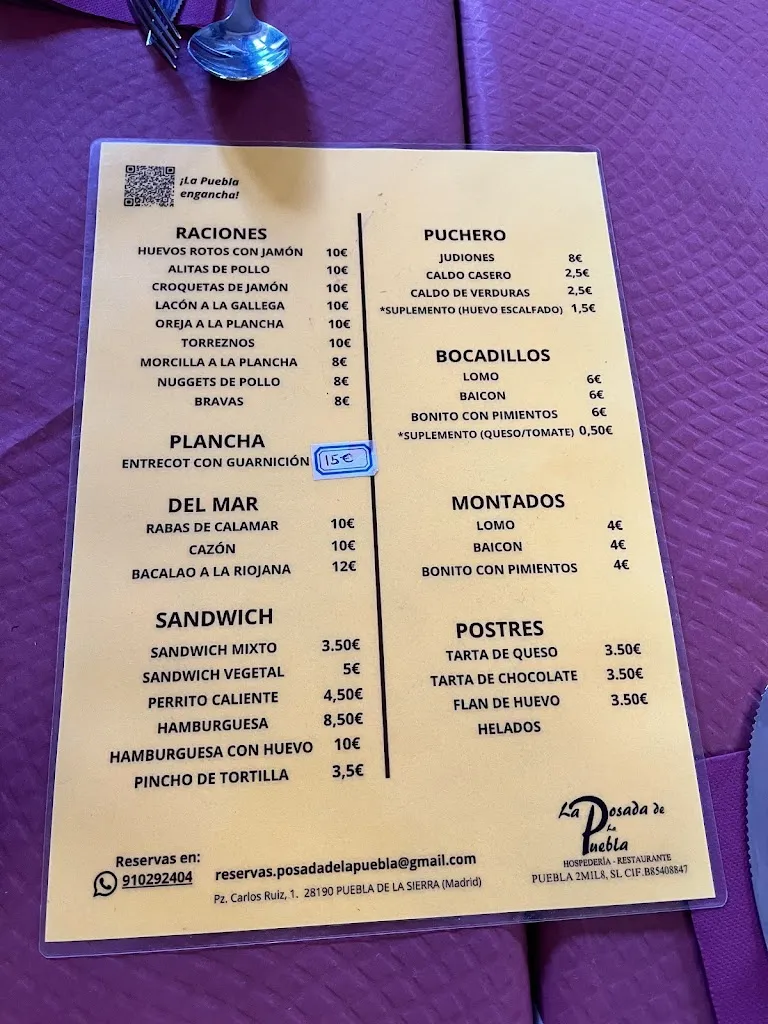 ¡La Puebla
engancha!
RACIONES
HUEVOS ROTOS CON JAMÓN 10€
ALITAS DE POLLO 10€
CROQUETAS DE JAMÓN 10€
LACÓN A LA GALLEGA 10€
OREJA A LA PLANCHA 10€
TORREZNOS 10€
MORCILLA A LA PLANCHA 8€
NUGGETS DE POLLO 8€
BRAVAS 8€
PLANCHA
ENTRECOT CON GUARNICIÓN 15€
DEL MAR
RABAS DE CALAMAR 10€
CAZÓN 10€
BACALAO A LA RIOJANA 12€
SANDWICH
SANDWICH MIXTO 3.50€
SANDWICH VEGETAL 5€
PERRITO CALIENTE 4,50€
HAMBURGUESA 8,50€
HAMBURGUESA CON HUEVO 10€
PINCHO DE TORTILLA 3,5€
PUCHERO
JUDIONES 8€
CALDO CASERO 2,5€
CALDO DE VERDURAS 2,5€
*SUPLEMENTO (HUEVO ESCALFADO) 1,5€
BOCADILLOS
LOMO 6€
BAICON 6€
BONITO CON PIMIENTOS 6€
*SUPLEMENTO (QUESO/TOMATE) 0,50€
MONTADOS
LOMO 4€
BAICON 4€
BONITO CON PIMIENTOS 4€
POSTRES
TARTA DE QUESO 3.50€
TARTA DE CHOCOLATE 3.50€
FLAN DE HUEVO 3.50€
HELADOS
Reservas en:
910292404
reservas.posadadelapuebla@gmail.com
Pz. Carlos Ruiz, 1. 28190 PUEBLA DE LA SIERRA (Madrid)
La Posada de
La
Puebla
HOSPEDERÍA - RESTAURANTE
PUEBLA 2MIL8, SL CIF.B85408847